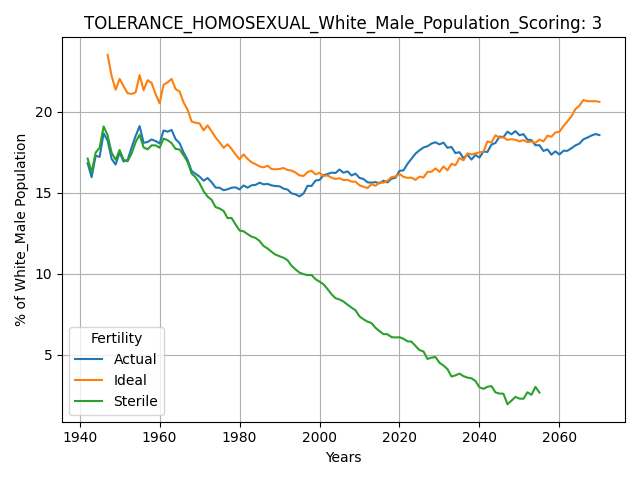 TOLERANCE_HOMOSEXUAL_White_Male_Population_Scoring: 3
% of White_Male Population
20
15
10
5
Fertility
Actual
Ideal
Sterile
1940 1960 1980 2000 2020 2040 2060
Years